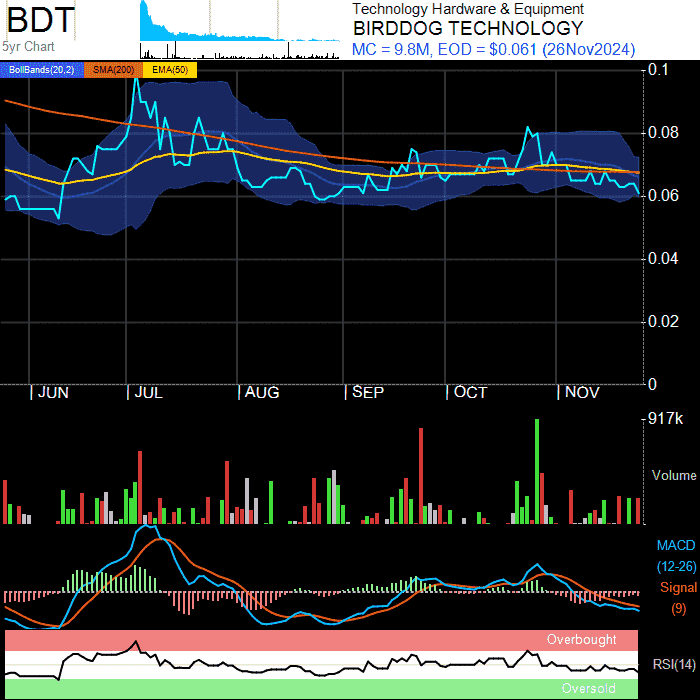 BDT
5yr Chart
Technology Hardware & Equipment
BIRDDOG TECHNOLOGY
MC = 9.8M, EOD = $0.061 (26Nov2024)
BollBands(20,2) SMA(200) EMA(50)
0.1
0.08
0.06
0.04
0.02
0
JUN JUL AUG SEP OCT NOV
917k
Volume
MACD
(12-26)
Signal
(9)
Overbought
RSI(14)
Oversold